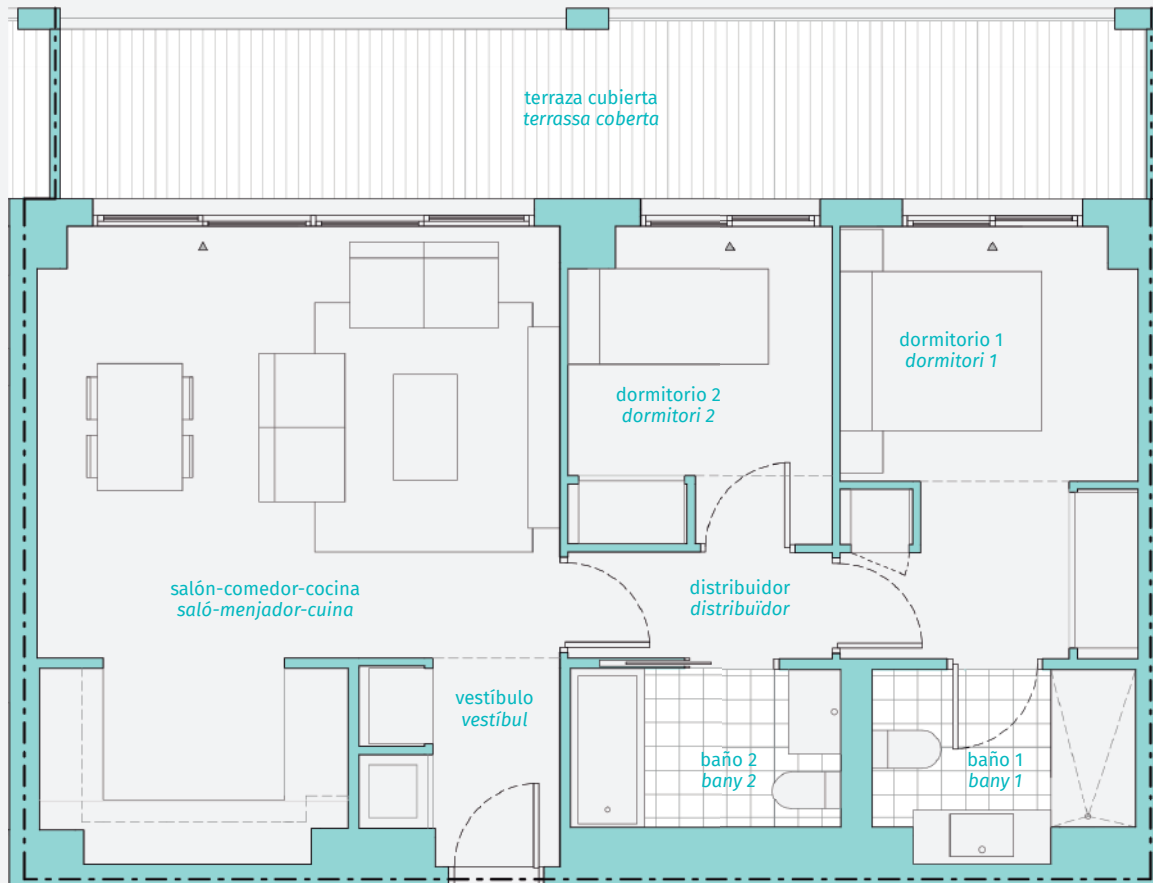 terraza cubierta
terrassa coberta
dormitorio 1
dormitori 1
dormitorio 2
dormitori 2
salón-comedor-cocina
saló-menjador-cuina
distribuidor
distribuïdor
vestíbulo
vestíbul
baño 2
bany 2
baño 1
bany 1